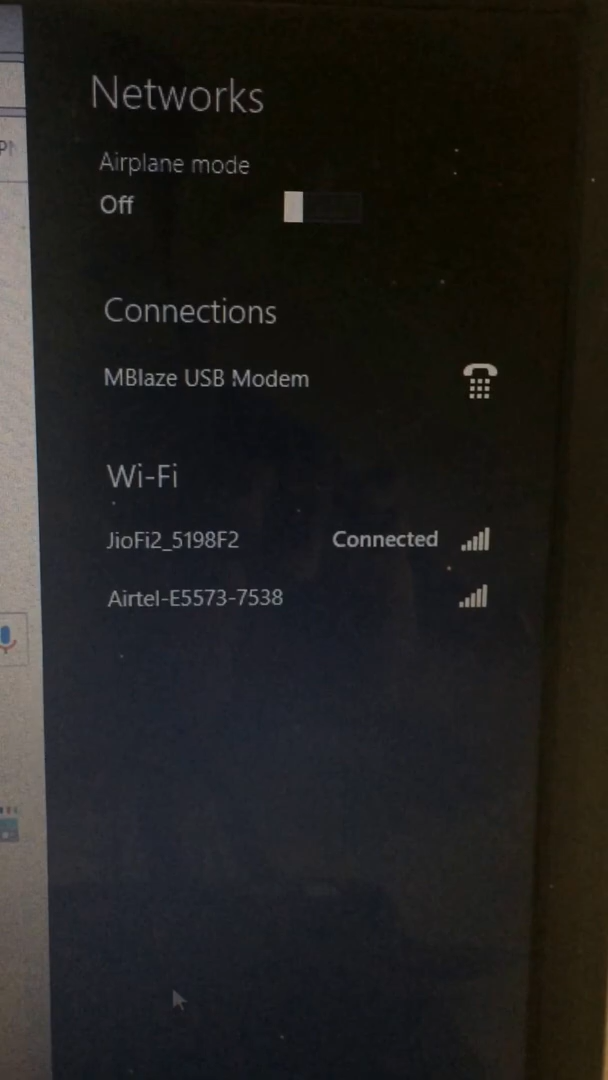 Networks
Airplane mode
Off
Connections
MBlaze USB Modem
Wi-Fi
JioFi2_5198F2 Connected
Airtel-E5573-7538